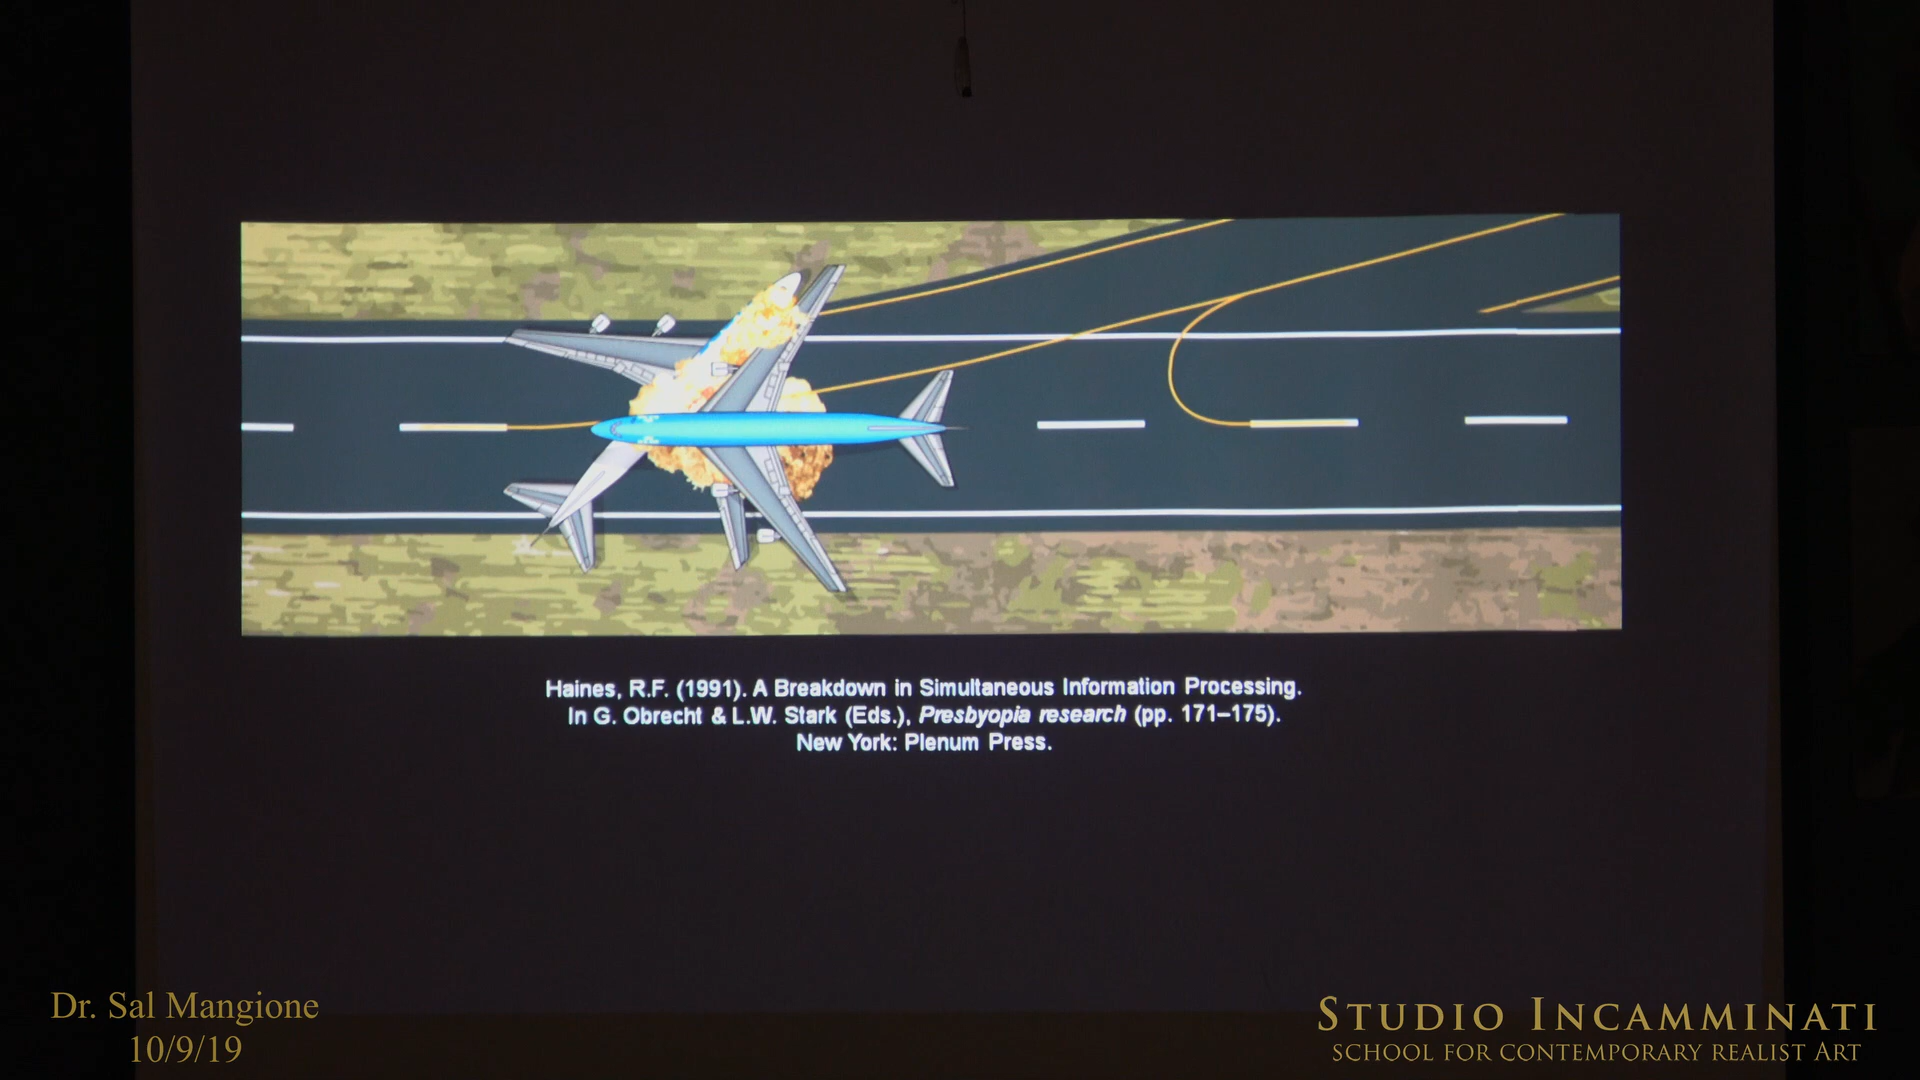 Haines, R.F. (1991). A Breakdown in Simultaneous Information Processing.
In G. Obrecht & L.W. Stark (Eds.), Presbyopia research (pp. 171–175).
New York: Plenum Press.
Dr. Sal Mangione
10/9/19
STUDIO INCAMMINATI
SCHOOL FOR CONTEMPORARY REALIST ART